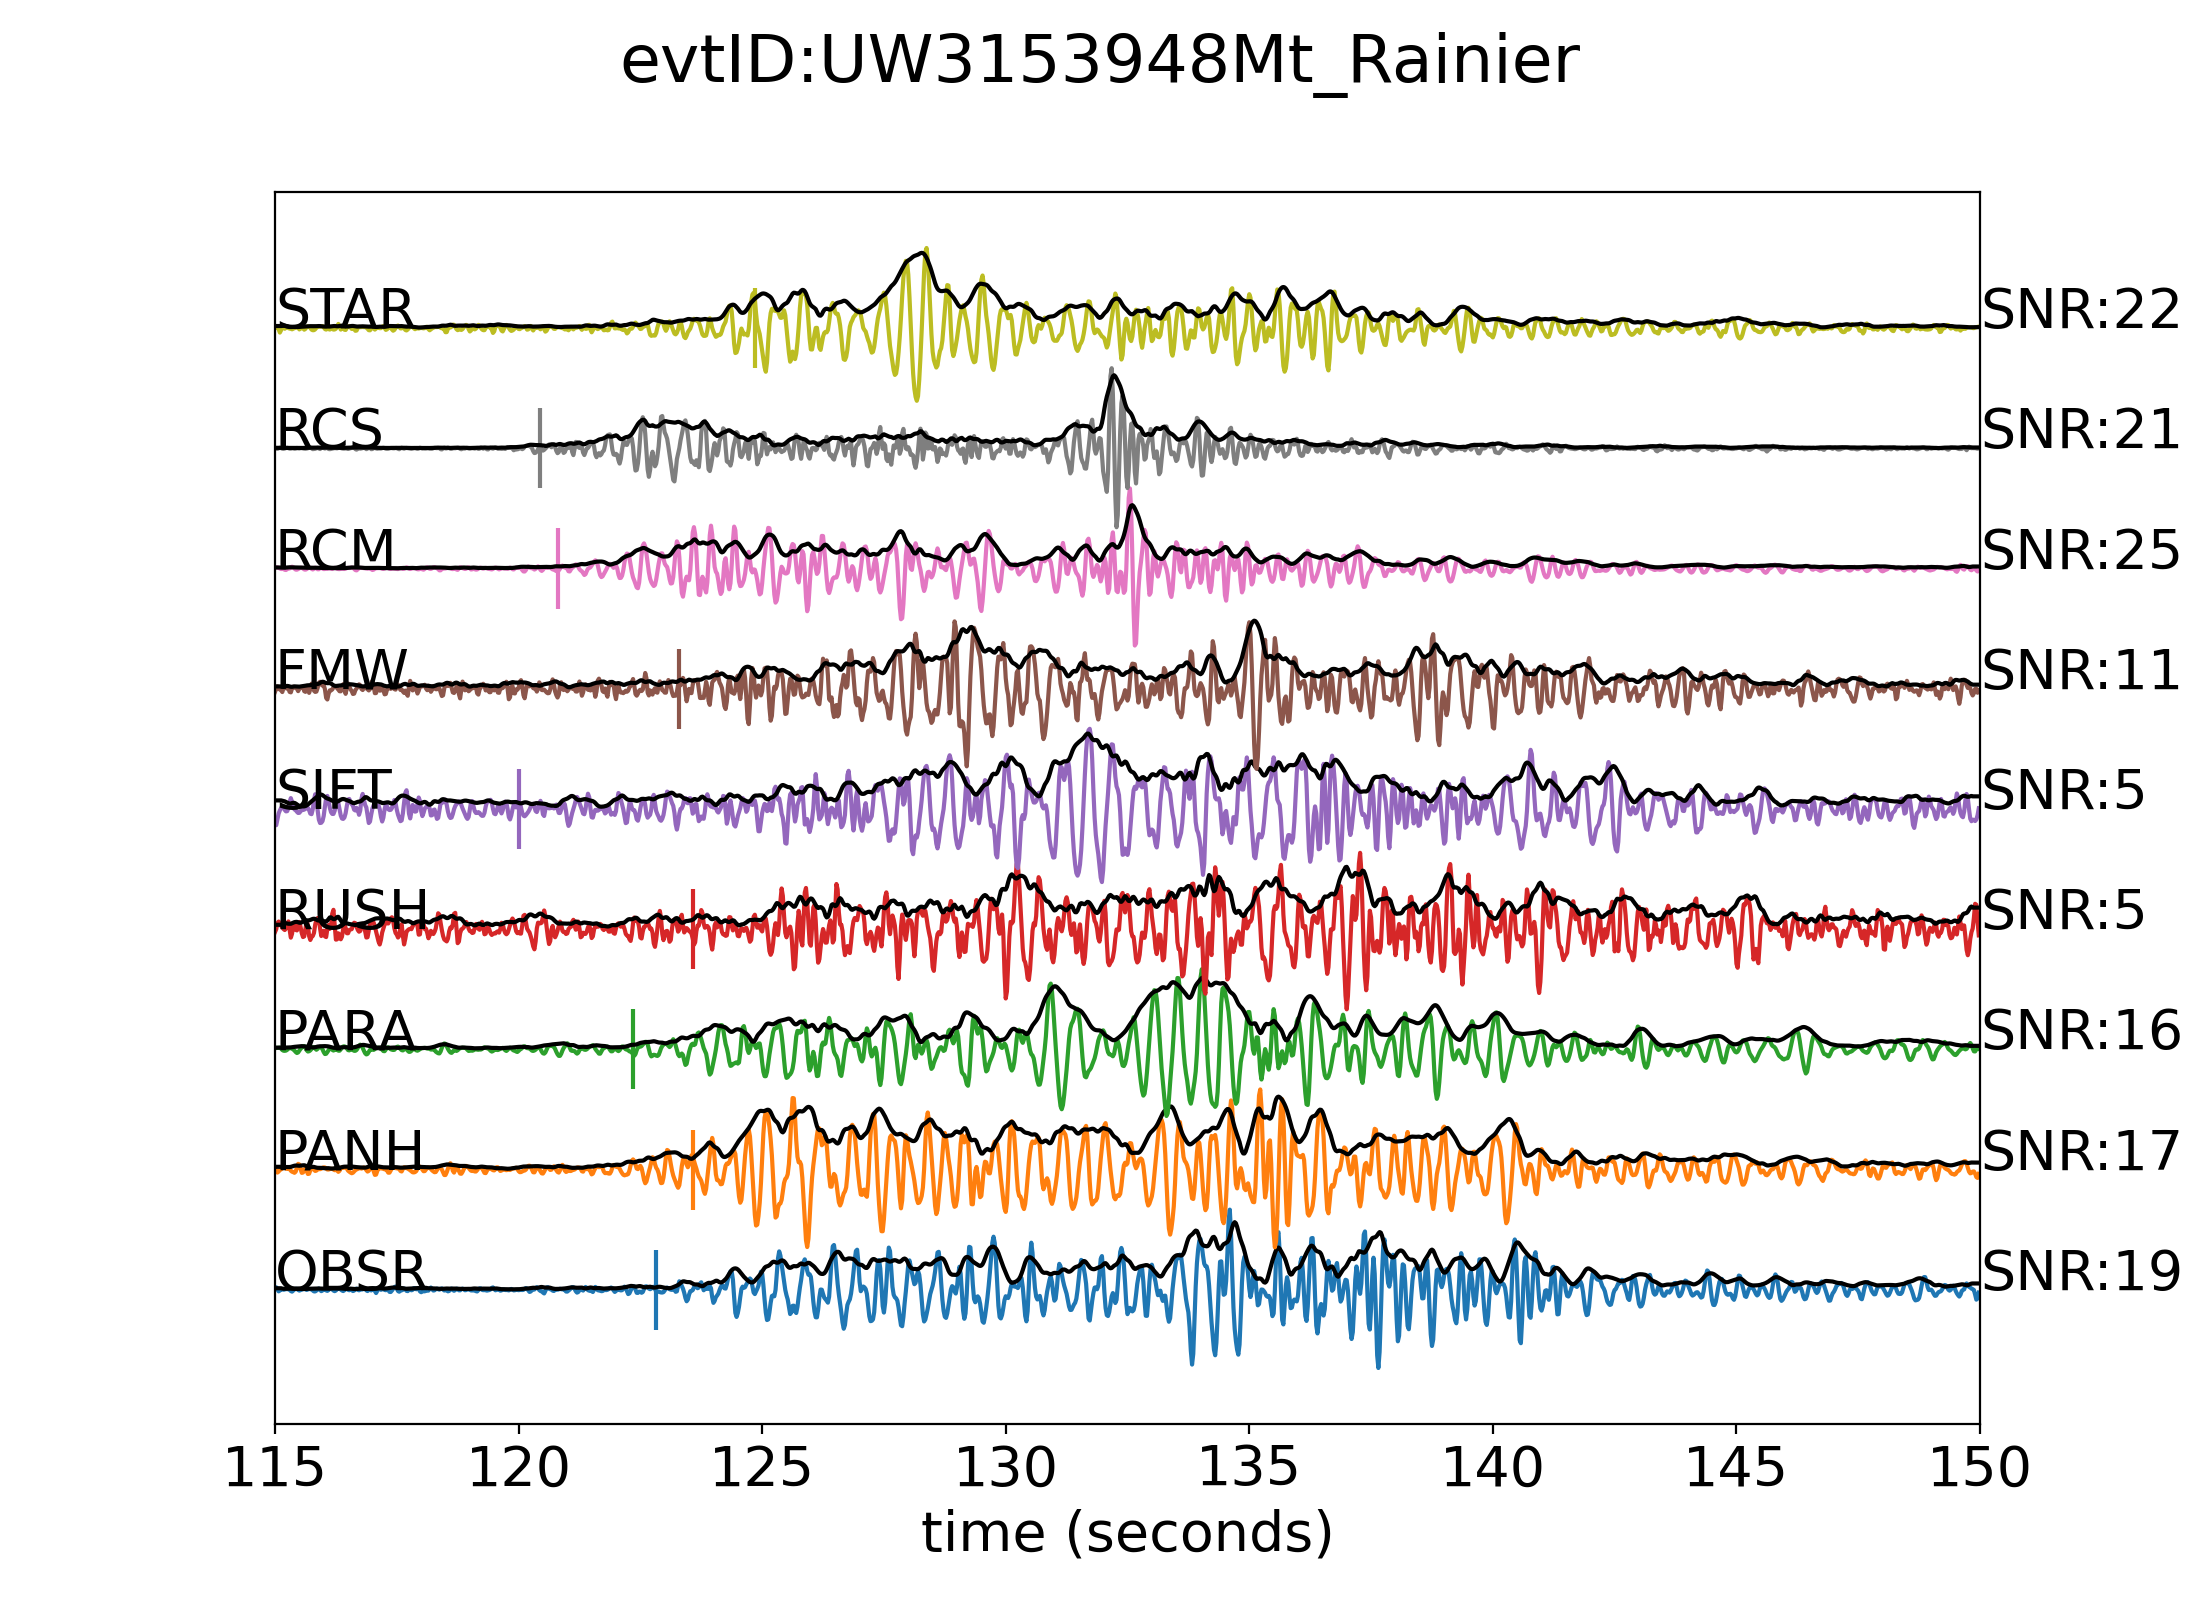 evtID:UW3153948Mt_Rainier
STAR SNR:22
RCS SNR:21
RCM SNR:25
FMW SNR:11
SIFT SNR:5
RUSH SNR:5
PARA SNR:16
PANH SNR:17
OBSR SNR:19
115 120 125 130 135 140 145 150
time (seconds)